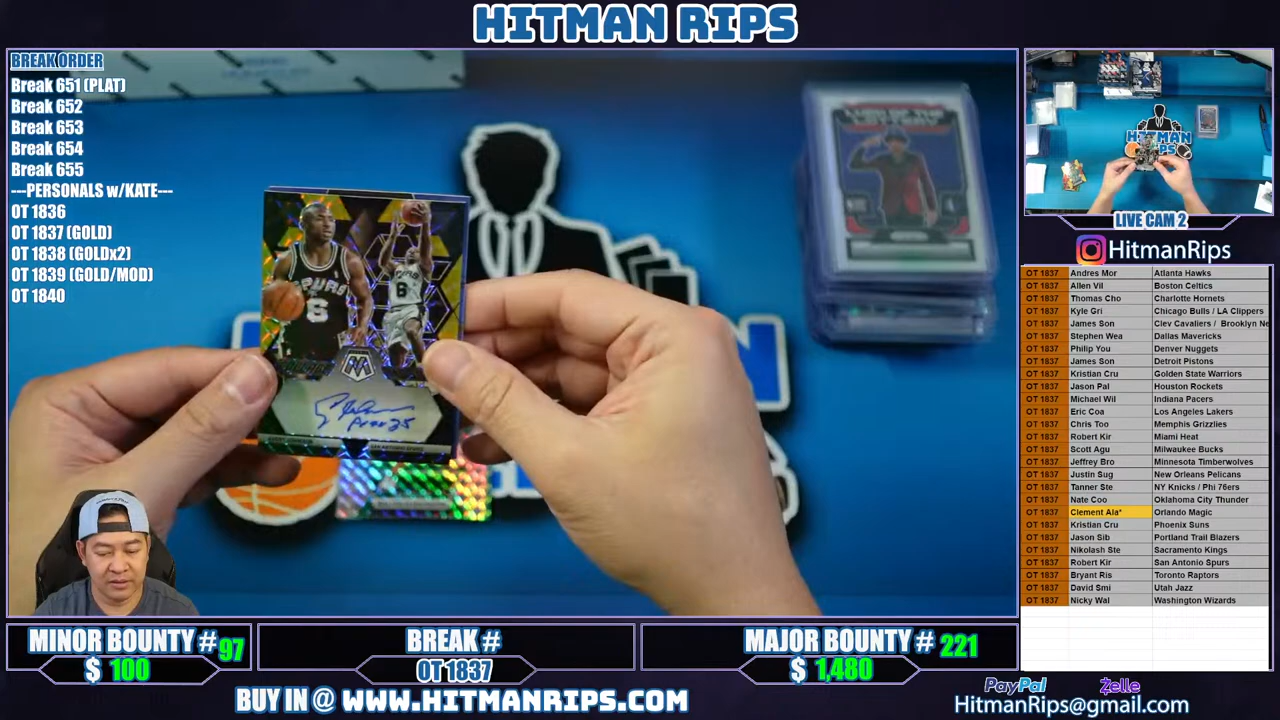 HITMAN RIPS
BREAK ORDER
Break 651 (PLAT)
Break 652
Break 653
Break 654
Break 655
---PERSONALS w/KATE---
OT 1836
OT 1837 (GOLD)
OT 1838 (GOLDx2)
OT 1839 (GOLD/MOD)
OT 1840
SPURS
6
6
LIVE CAM 2
HitmanRips
OT 1837 Andres Mor Atlanta Hawks
OT 1837 Allen Vil Boston Celtics
OT 1837 Thomas Cho Charlotte Hornets
OT 1837 Kyle Gri Chicago Bulls / LA Clippers
OT 1837 James Son Clev Cavaliers / Brooklyn Ne
OT 1837 Stephen Wea Dallas Mavericks
OT 1837 Philip You Denver Nuggets
OT 1837 James Son Detroit Pistons
OT 1837 Kristian Cru Golden State Warriors
OT 1837 Jason Pal Houston Rockets
OT 1837 Michael Wil Indiana Pacers
OT 1837 Eric Coa Los Angeles Lakers
OT 1837 Chris Too Memphis Grizzlies
OT 1837 Robert Kir Miami Heat
OT 1837 Scott Agu Milwaukee Bucks
OT 1837 Jeffrey Bro Minnesota Timberwolves
OT 1837 Justin Sug New Orleans Pelicans
OT 1837 Tanner Ste NY Knicks / Phi 76ers
OT 1837 Nate Coo Oklahoma City Thunder
OT 1837 Clement Ala* Orlando Magic
OT 1837 Kristian Cru Phoenix Suns
OT 1837 Jason Sib Portland Trail Blazers
OT 1837 Nikolash Ste Sacramento Kings
OT 1837 Robert Kir San Antonio Spurs
OT 1837 Bryant Ris Toronto Raptors
OT 1837 David Smi Utah Jazz
OT 1837 Nicky Wal Washington Wizards
MINOR BOUNTY # 97
$ 100
BREAK #
OT 1837
MAJOR BOUNTY # 221
$ 1,480
BUY IN @ WWW.HITMANRIPS.COM
PayPal Zelle
HitmanRips@gmail.com